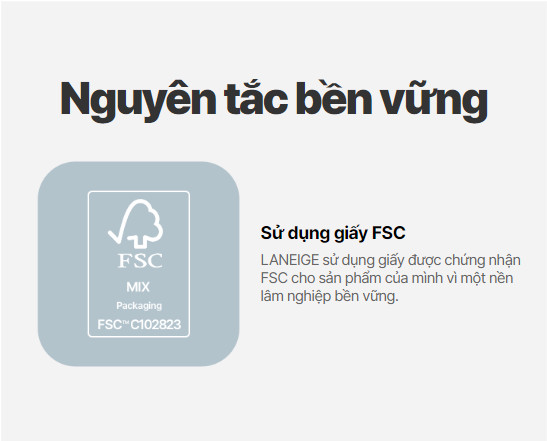 Nguyên tắc bền vững
FSC
MIX
Packaging
FSC™ C102823
Sử dụng giấy FSC
LANEIGE sử dụng giấy được chứng nhận
FSC cho sản phẩm của mình vì một nền
lâm nghiệp bền vững.